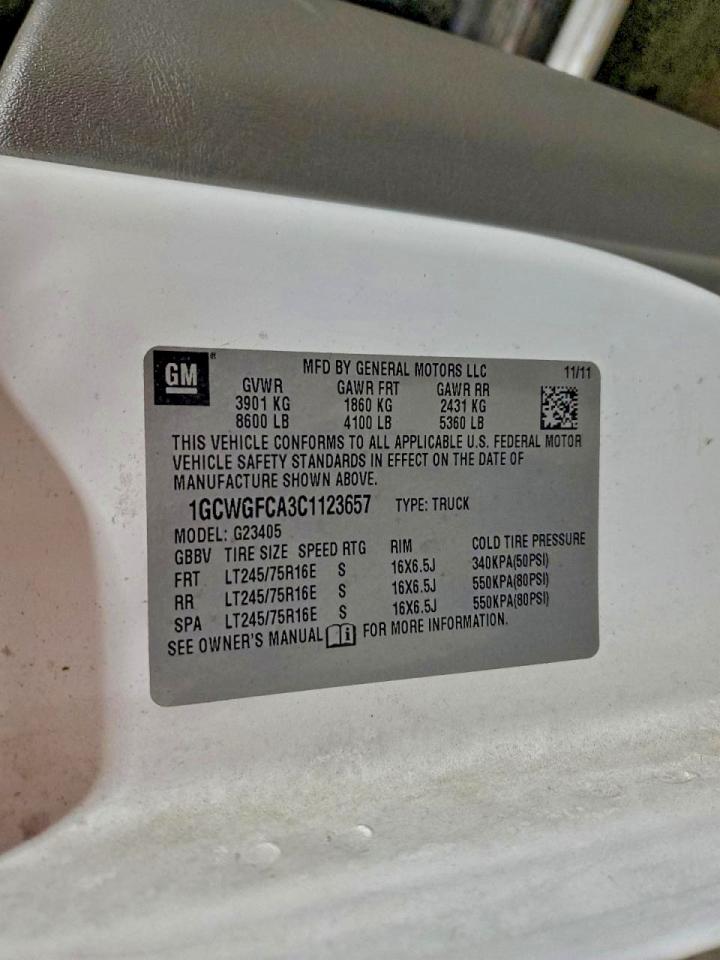 GM® MFD BY GENERAL MOTORS LLC 11/11
GVWR GAWR FRT GAWR RR
3901 KG 1860 KG 2431 KG
8600 LB 4100 LB 5360 LB
THIS VEHICLE CONFORMS TO ALL APPLICABLE U.S. FEDERAL MOTOR
VEHICLE SAFETY STANDARDS IN EFFECT ON THE DATE OF
MANUFACTURE SHOWN ABOVE.
1GCWGFCA3C1123657 TYPE: TRUCK
MODEL: G23405
GBBV TIRE SIZE SPEED RTG RIM COLD TIRE PRESSURE
FRT LT245/75R16E S 16X6.5J 340KPA(50PSI)
RR LT245/75R16E S 16X6.5J 550KPA(80PSI)
SPA LT245/75R16E S 16X6.5J 550KPA(80PSI)
SEE OWNER'S MANUAL i FOR MORE INFORMATION.